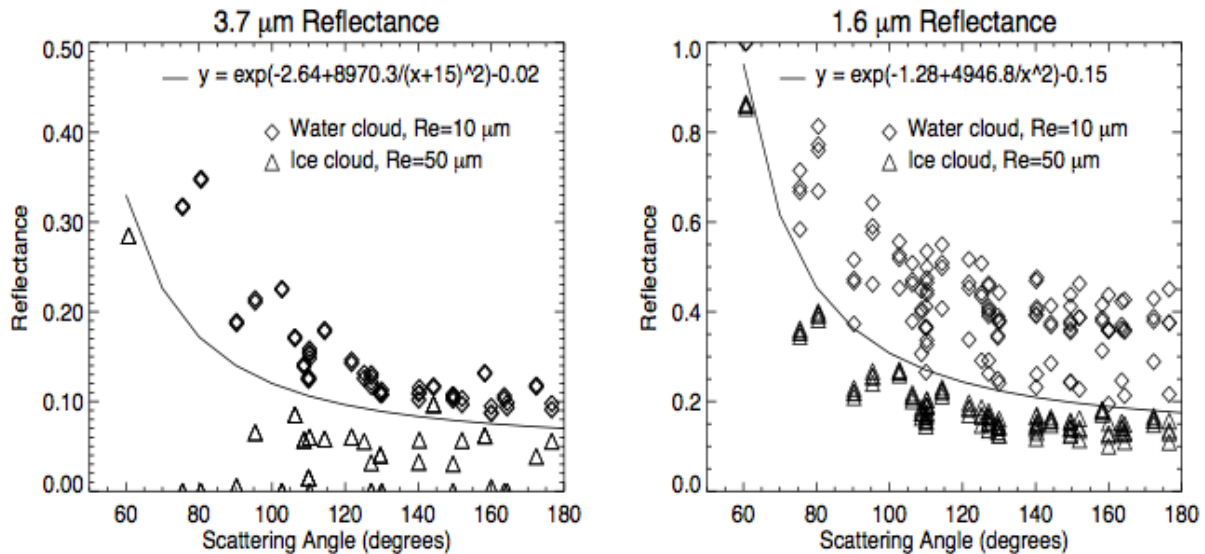 3.7 μm Reflectance
y = exp(-2.64+8970.3/(x+15)^2)-0.02
Water cloud, Re=10 μm
Ice cloud, Re=50 μm
Reflectance
0.50
0.40
0.30
0.20
0.10
0.00
60 80 100 120 140 160 180
Scattering Angle (degrees)
1.6 μm Reflectance
y = exp(-1.28+4946.8/x^2)-0.15
Water cloud, Re=10 μm
Ice cloud, Re=50 μm
Reflectance
1.0
0.8
0.6
0.4
0.2
0.0
60 80 100 120 140 160 180
Scattering Angle (degrees)